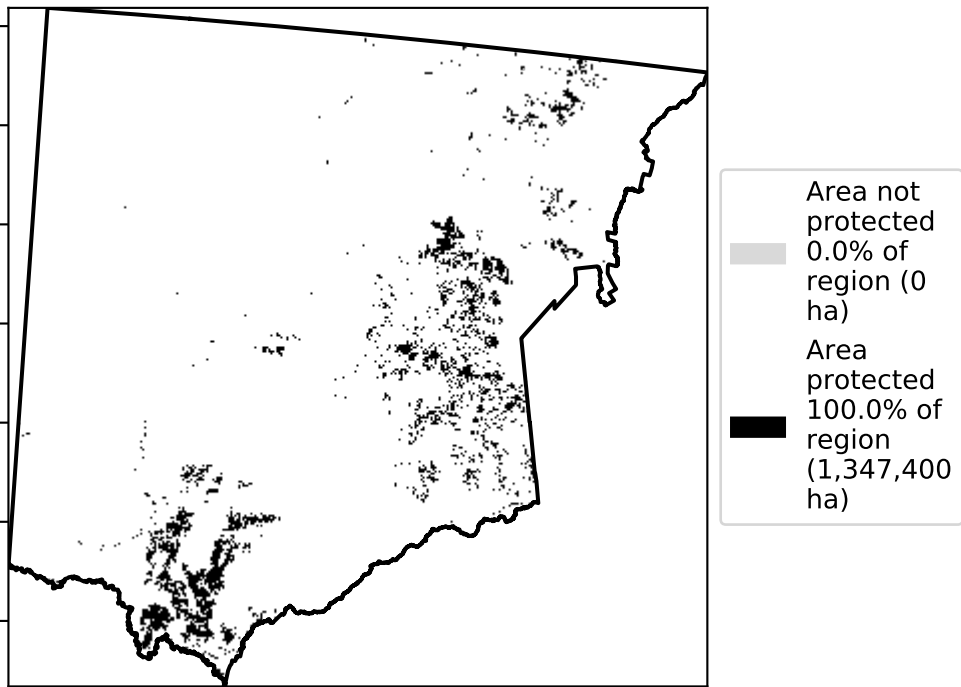 Area not
protected
0.0% of
region (0
ha)
Area
protected
100.0% of
region
(1,347,400
ha)